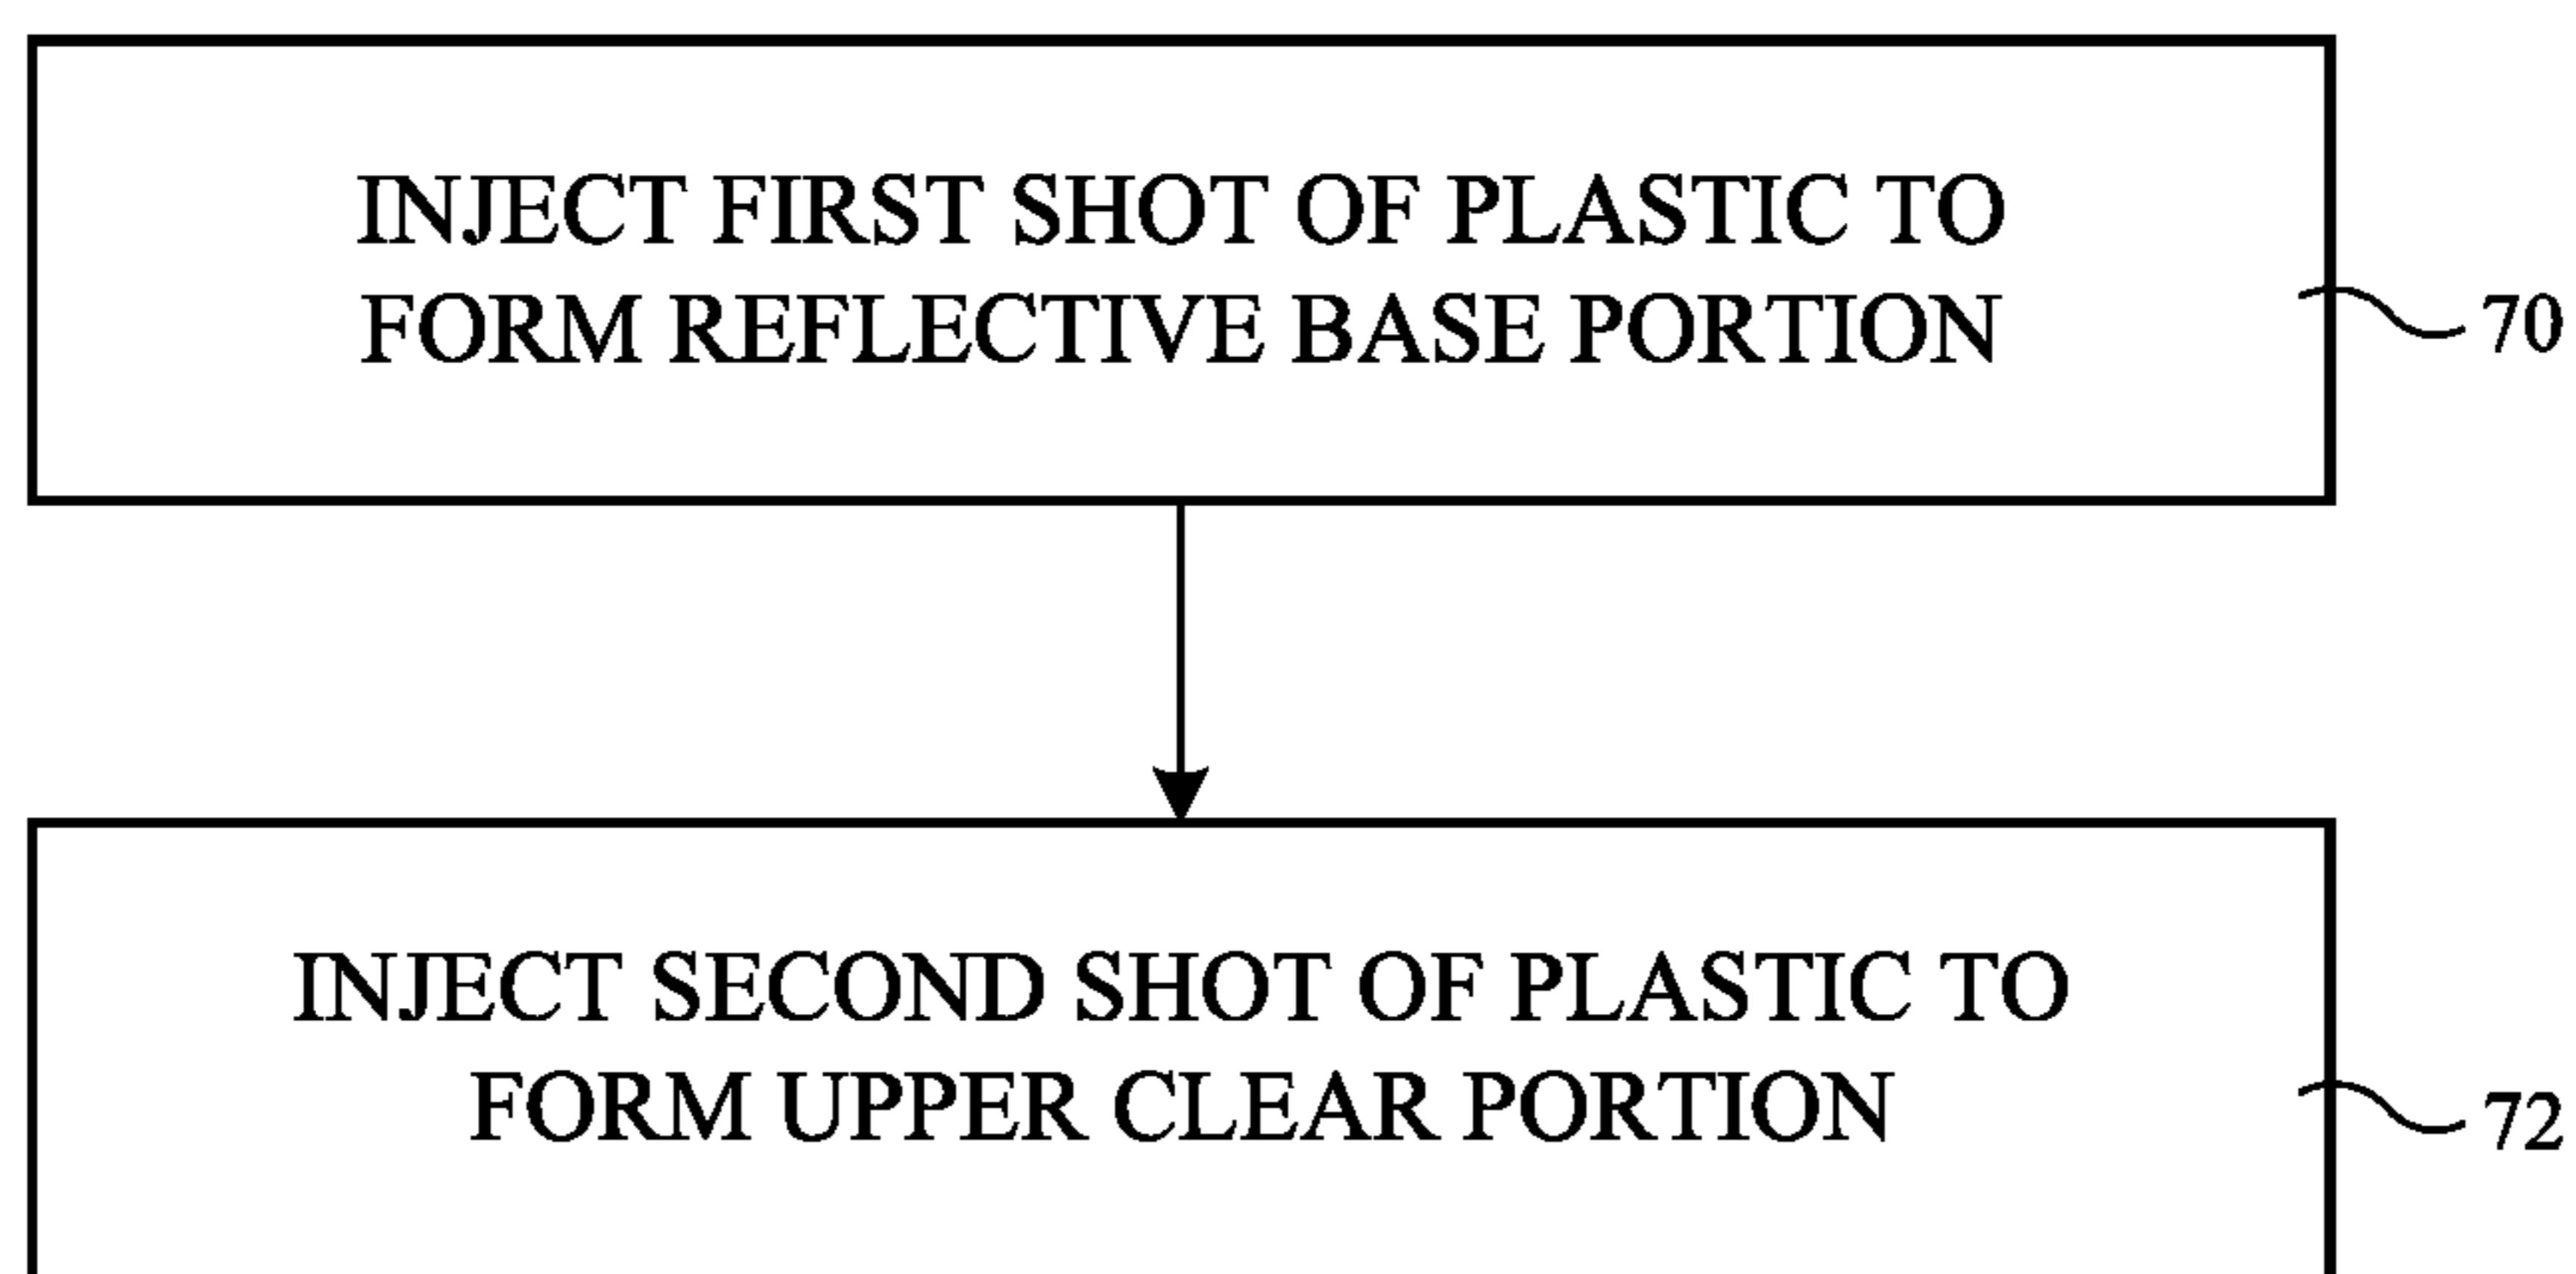 INJECT FIRST SHOT OF PLASTIC TO
FORM REFLECTIVE BASE PORTION
70
INJECT SECOND SHOT OF PLASTIC TO
FORM UPPER CLEAR PORTION
72